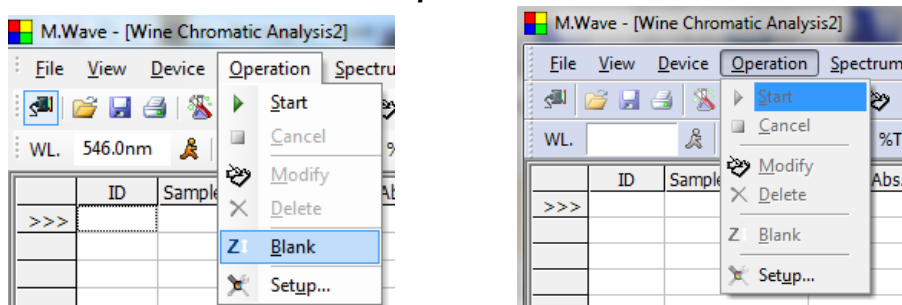 M.Wave - [Wine Chromatic Analysis2]
File View Device Operation Spectru
Start
Cancel
WL. 546.0nm %
Modify
ID Sample Ab
Delete
>>>
Z Blank
Setup...
M.Wave - [Wine Chromatic Analysis2]
File View Device Operation Spectrum
Start
Cancel
WL. %T
Modify
ID Sample Abs.
Delete
>>>
Z Blank
Setup...